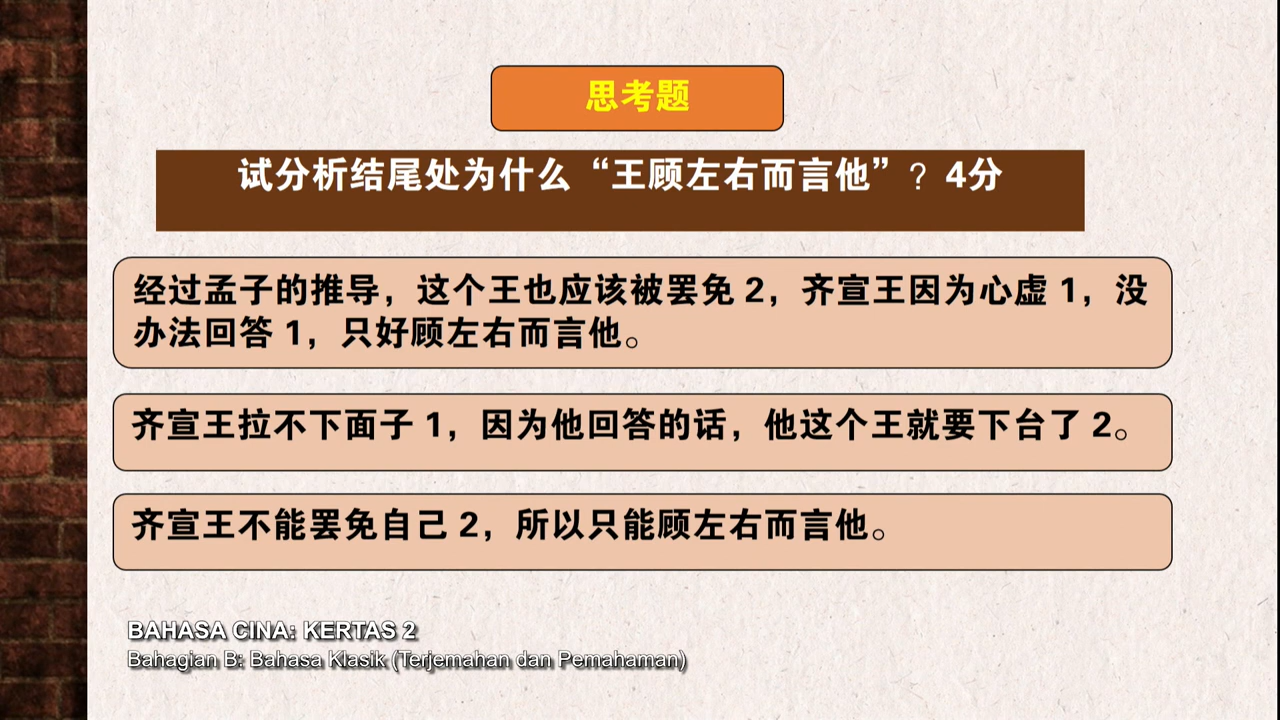 思考题
试分析结尾处为什么“王顾左右而言他”？4分
经过孟子的推导，这个王也应该被罢免 2，齐宣王因为心虚 1，没
办法回答 1，只好顾左右而言他。
齐宣王拉不下面子 1，因为他回答的话，他这个王就要下台了 2。
齐宣王不能罢免自己 2，所以只能顾左右而言他。
BAHASA CINA: KERTAS 2
Bahagian B: Bahasa Klasik (Terjemahan dan Pemahaman)